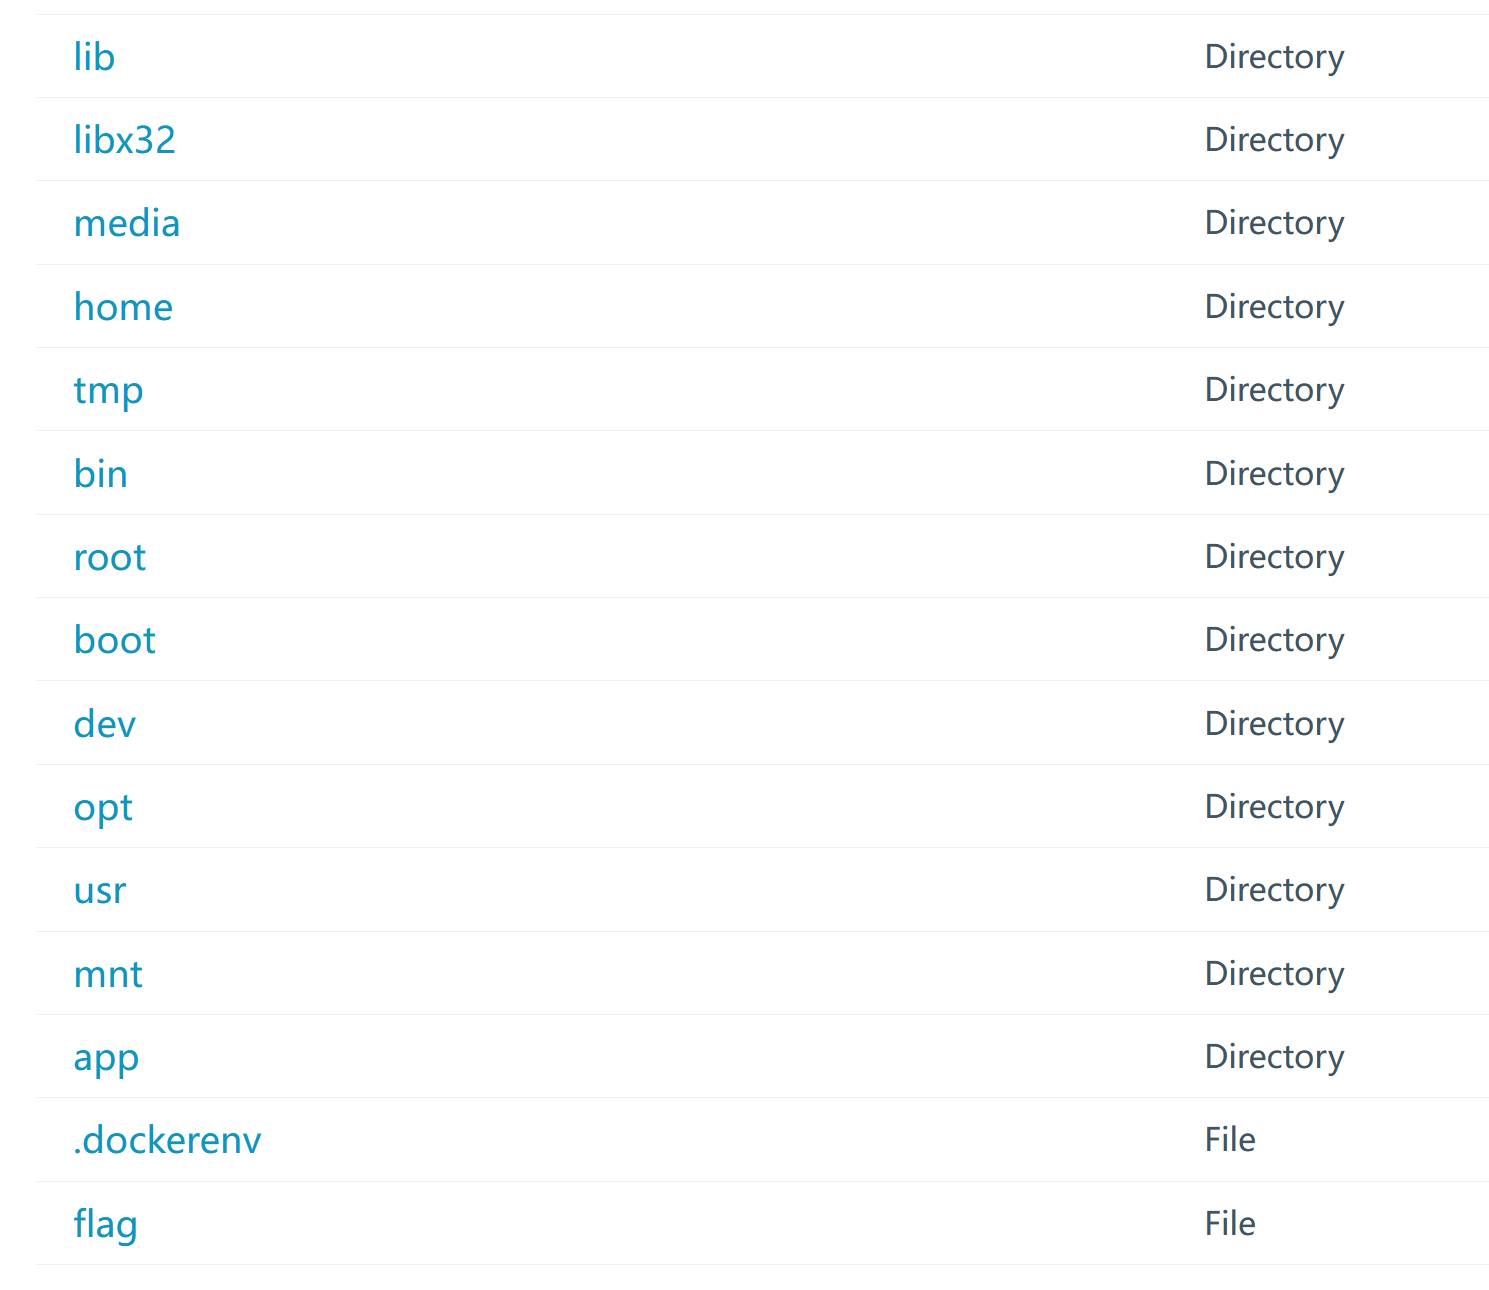 lib Directory
libx32 Directory
media Directory
home Directory
tmp Directory
bin Directory
root Directory
boot Directory
dev Directory
opt Directory
usr Directory
mnt Directory
app Directory
.dockerenv File
flag File